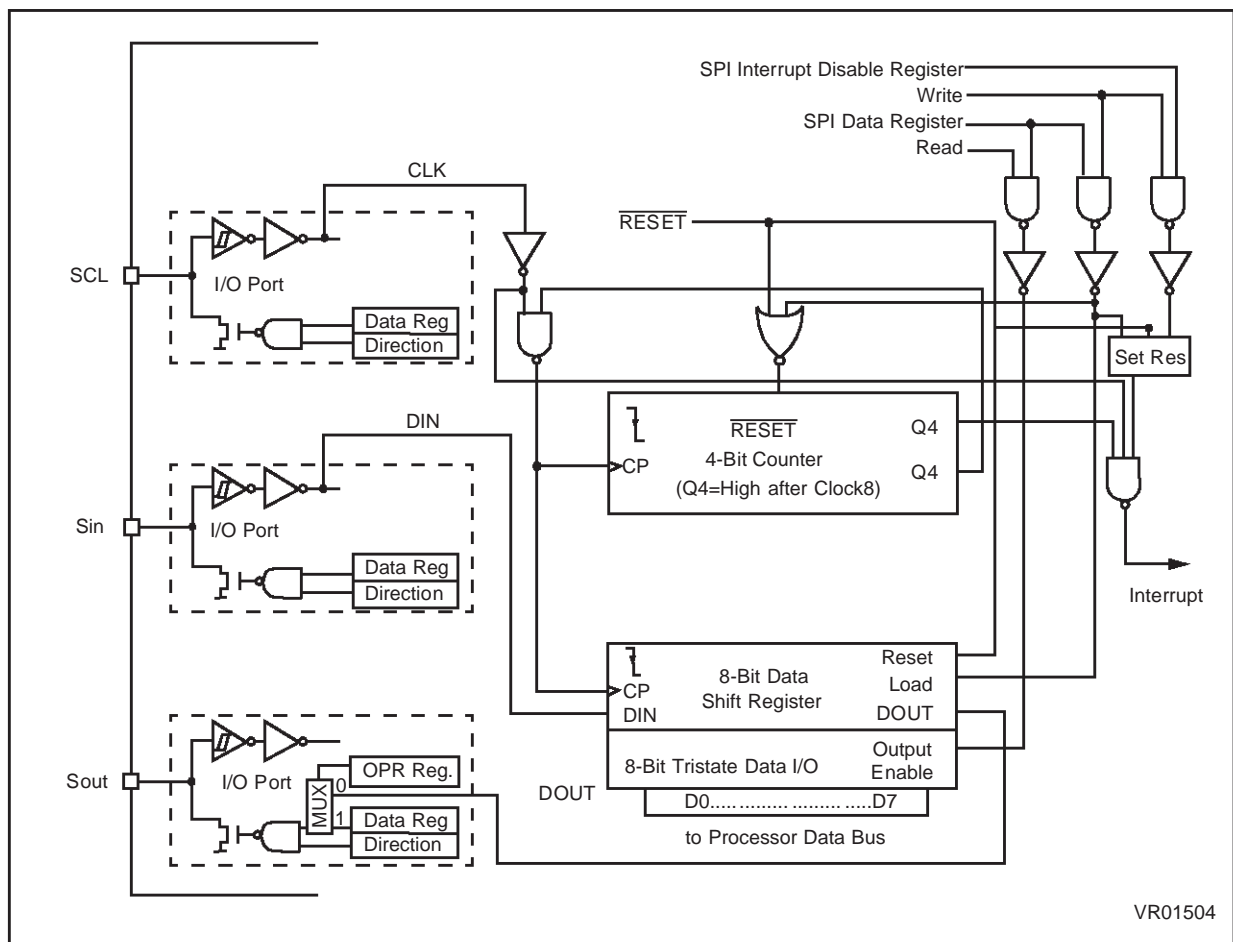 SPI Interrupt Disable Register
Write
SPI Data Register
Read
CLK
RESET
SCL
I/O Port
Data Reg
Direction
Set Res
DIN
RESET
Q4
4-Bit Counter
CP
Q4
(Q4=High after Clock8)
Sin
I/O Port
Data Reg
Direction
Interrupt
Reset
8-Bit Data
Load
CP
Shift Register
DIN
DOUT
Sout
I/O Port
OPR Reg.
MUX
0
1
Data Reg
Direction
Output
8-Bit Tristate Data I/O
Enable
DOUT
D0..... ......... ......... .....D7
to Processor Data Bus
VR01504